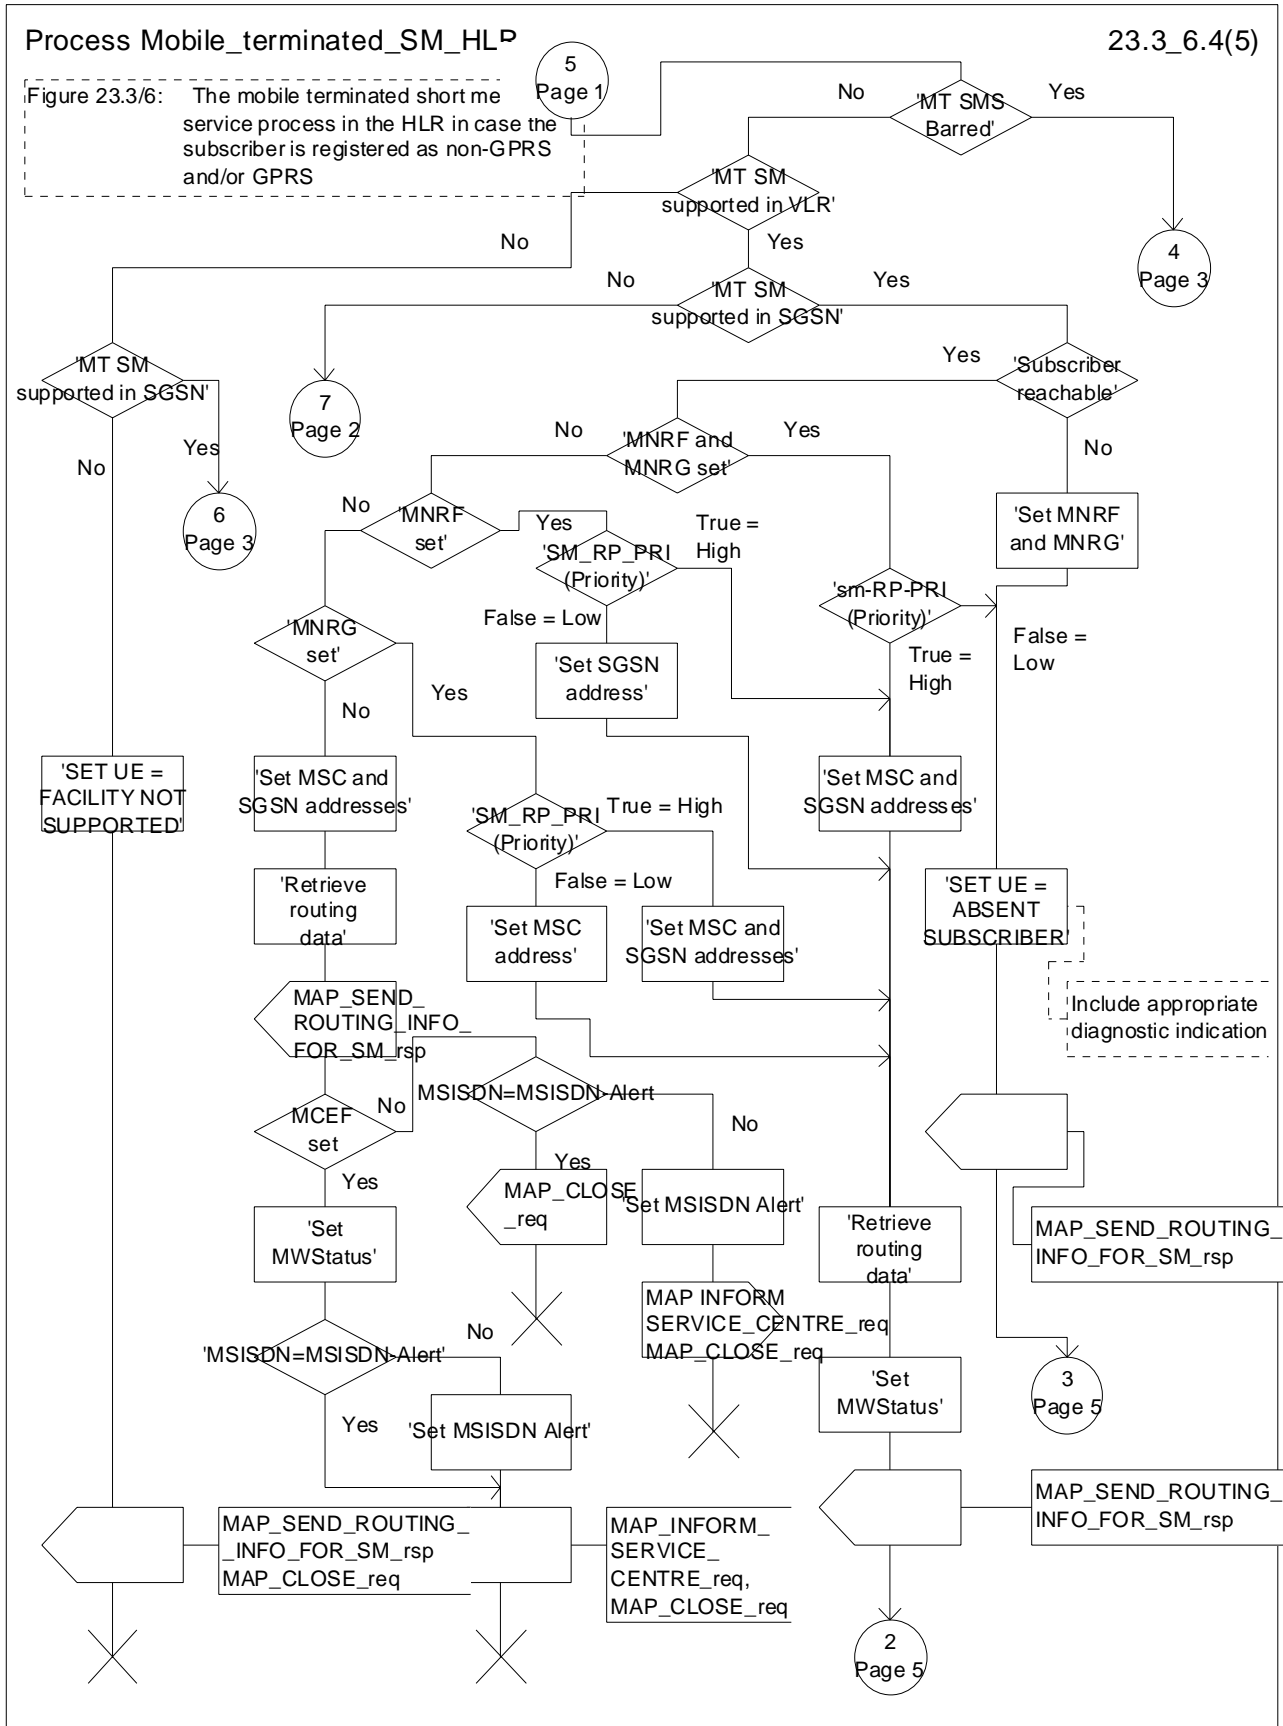 Process Mobile_terminated_SM_HLR
23.3_6.4(5)
5
Page 1
Figure 23.3/6: The mobile terminated short me
service process in the HLR in case the
subscriber is registered as non-GPRS
and/or GPRS
No
'MT SMS
Barred'
Yes
'MT SM
supported in VLR'
No
Yes
4
Page 3
No
'MT SM
supported in SGSN'
Yes
'MT SM
supported in SGSN'
7
Page 2
Yes
'Subscriber
reachable'
No
Yes
No
'MNRF and
MNRG set'
Yes
No
6
Page 3
No
'MNRF
set'
Yes
True =
High
'Set MNRF
and MNRG'
'SM_RP_PRI
(Priority)'
'sm-RP-PRI
(Priority)'
False = Low
False =
Low
'MNRG
set'
'Set SGSN
address'
True =
High
Yes
No
'SET UE =
FACILITY NOT
SUPPORTED'
'Set MSC and
SGSN addresses'
'SM_RP_PRI
(Priority)'
True = High
'Set MSC and
SGSN addresses'
False = Low
'Retrieve
routing
data'
'Set MSC
address'
'Set MSC and
SGSN addresses'
'SET UE =
ABSENT
SUBSCRIBER'
MAP_SEND_
ROUTING_INFO_
FOR_SM_rsp
Include appropriate
diagnostic indication
MCEF
set
No
MSISDN=MSISDN-Alert
No
Yes
Yes
MAP_CLOSE
_req
'Set MSISDN Alert'
'Set
MWStatus'
'Retrieve
routing
data'
MAP_SEND_ROUTING_
INFO_FOR_SM_rsp
MAP INFORM
SERVICE_CENTRE_req
MAP_CLOSE_req
'MSISDN=MSISDN-Alert'
No
'Set
MWStatus'
3
Page 5
Yes
'Set MSISDN Alert'
MAP_SEND_ROUTING_
_INFO_FOR_SM_rsp
MAP_CLOSE_req
MAP_INFORM_
SERVICE_
CENTRE_req,
MAP_CLOSE_req
MAP_SEND_ROUTING_
INFO_FOR_SM_rsp
2
Page 5